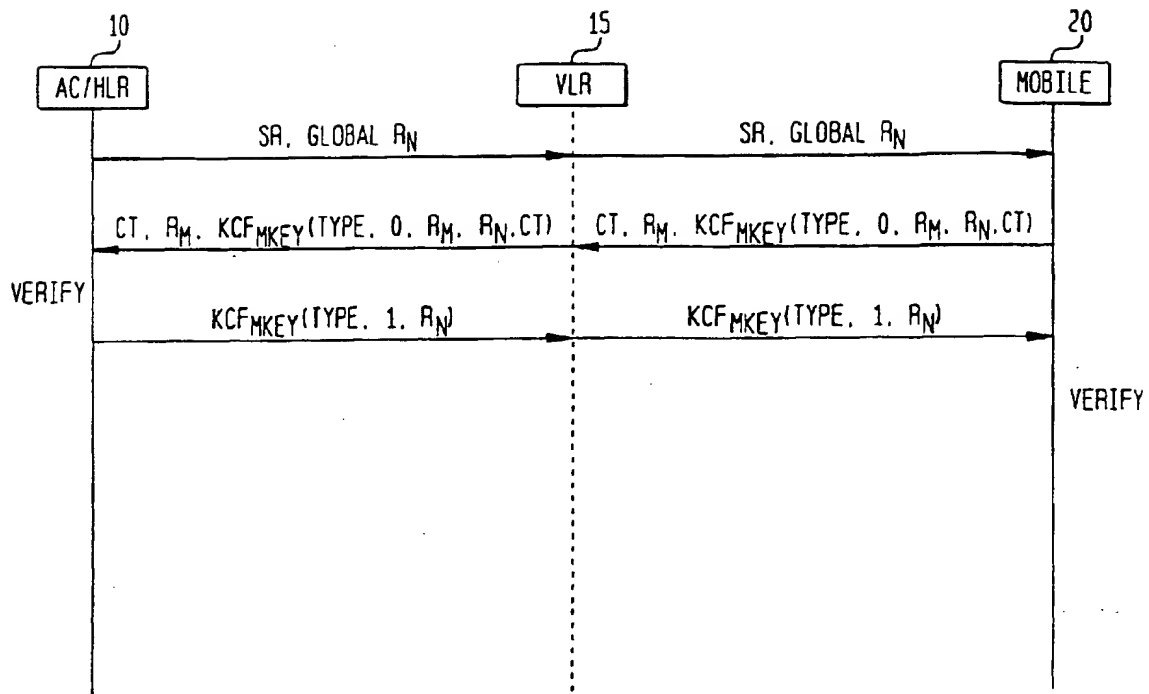 10 15 20
AC/HLR VLR MOBILE
SR, GLOBAL RN SR, GLOBAL RN
CT, RM, KCFMKEY(TYPE, 0, RM, RN,CT) CT, RM, KCFMKEY(TYPE, 0, RM, RN,CT)
VERIFY
KCFMKEY(TYPE, 1, RN) KCFMKEY(TYPE, 1, RN)
VERIFY